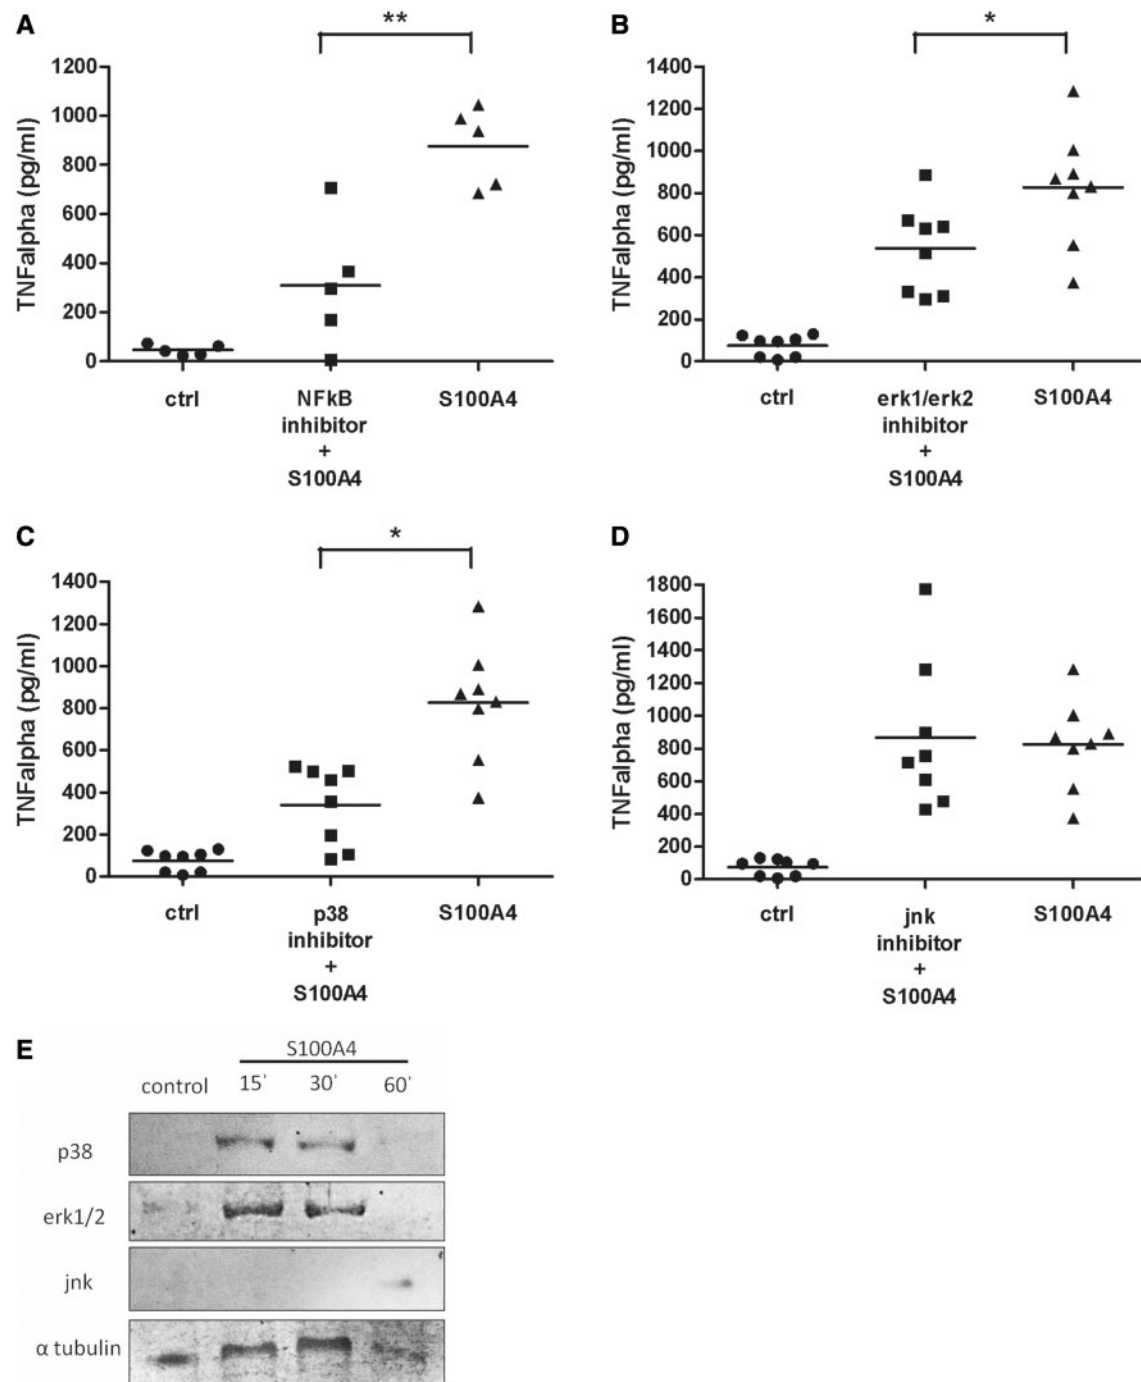 A
**
TNFalpha (pg/ml)
1200
1000
800
600
400
200
0
ctrl
NFkB
inhibitor
+
S100A4
S100A4
B
*
TNFalpha (pg/ml)
1400
1200
1000
800
600
400
200
0
ctrl
erk1/erk2
inhibitor
+
S100A4
S100A4
C
*
TNFalpha (pg/ml)
1400
1200
1000
800
600
400
200
0
ctrl
p38
inhibitor
+
S100A4
S100A4
D
TNFalpha (pg/ml)
1800
1600
1400
1200
1000
800
600
400
200
0
ctrl
jnk
inhibitor
+
S100A4
S100A4
E
S100A4
control 15' 30' 60'
p38
erk1/2
jnk
α tubulin